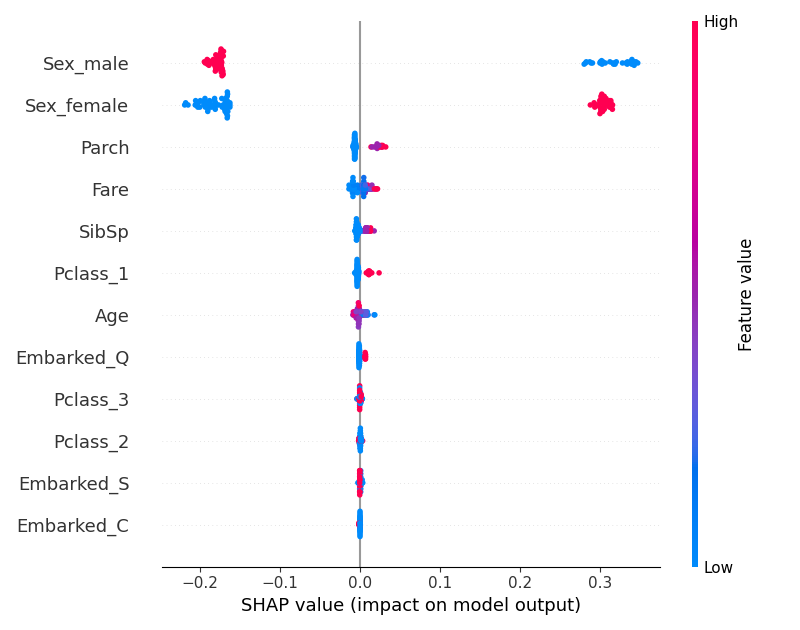 High
Sex_male
Sex_female
Parch
Fare
SibSp
Pclass_1
Age
Embarked_Q
Pclass_3
Pclass_2
Embarked_S
Embarked_C
Feature value
Low
−0.2 −0.1 0.0 0.1 0.2 0.3
SHAP value (impact on model output)